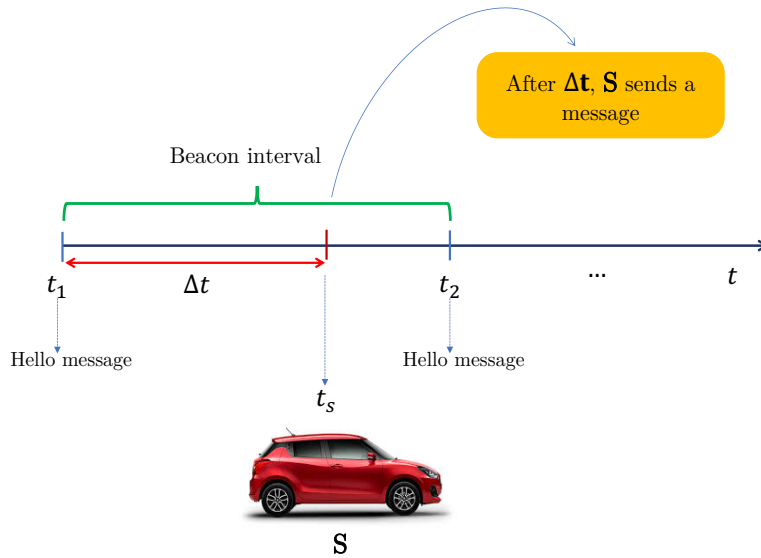 After Δt, S sends a
message
Beacon interval
Δt
t₁
t₂
...
t
Hello message
Hello message
tₛ
S